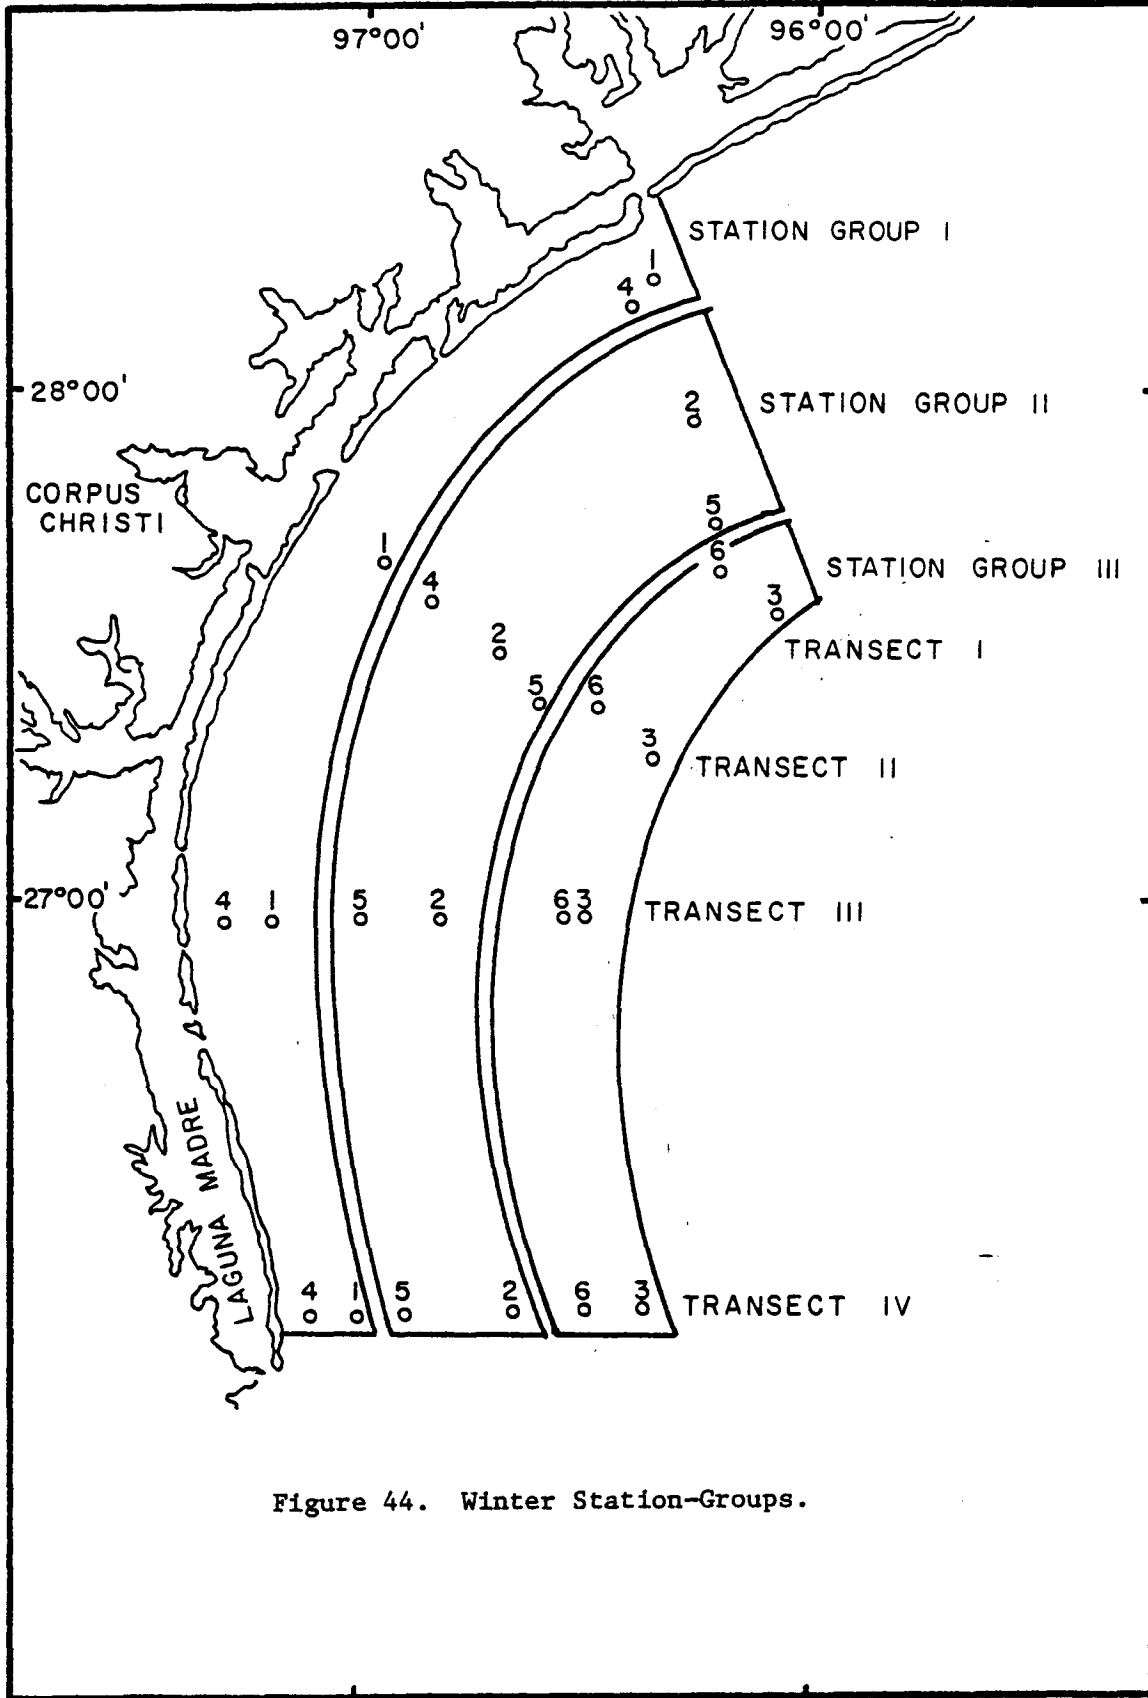 97°00' 96°00'
STATION GROUP I
1
4
28°00'
2
STATION GROUP II
CORPUS
CHRISTI
5
1
6
STATION GROUP III
4
3
2
TRANSECT I
5 6
3
TRANSECT II
27°00'
4 1 5 2 6 3
TRANSECT III
LAGUNA MADRE
4 1 5 2 6 3
TRANSECT IV
Figure 44. Winter Station-Groups.